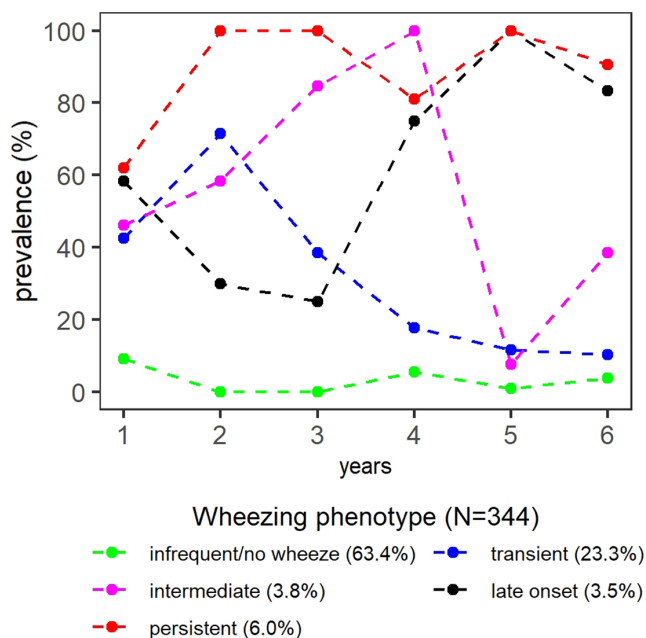 100
80
60
40
20
0
prevalence (%)
1 2 3 4 5 6
years
Wheezing phenotype (N=344)
infrequent/no wheeze (63.4%) transient (23.3%)
intermediate (3.8%) late onset (3.5%)
persistent (6.0%)